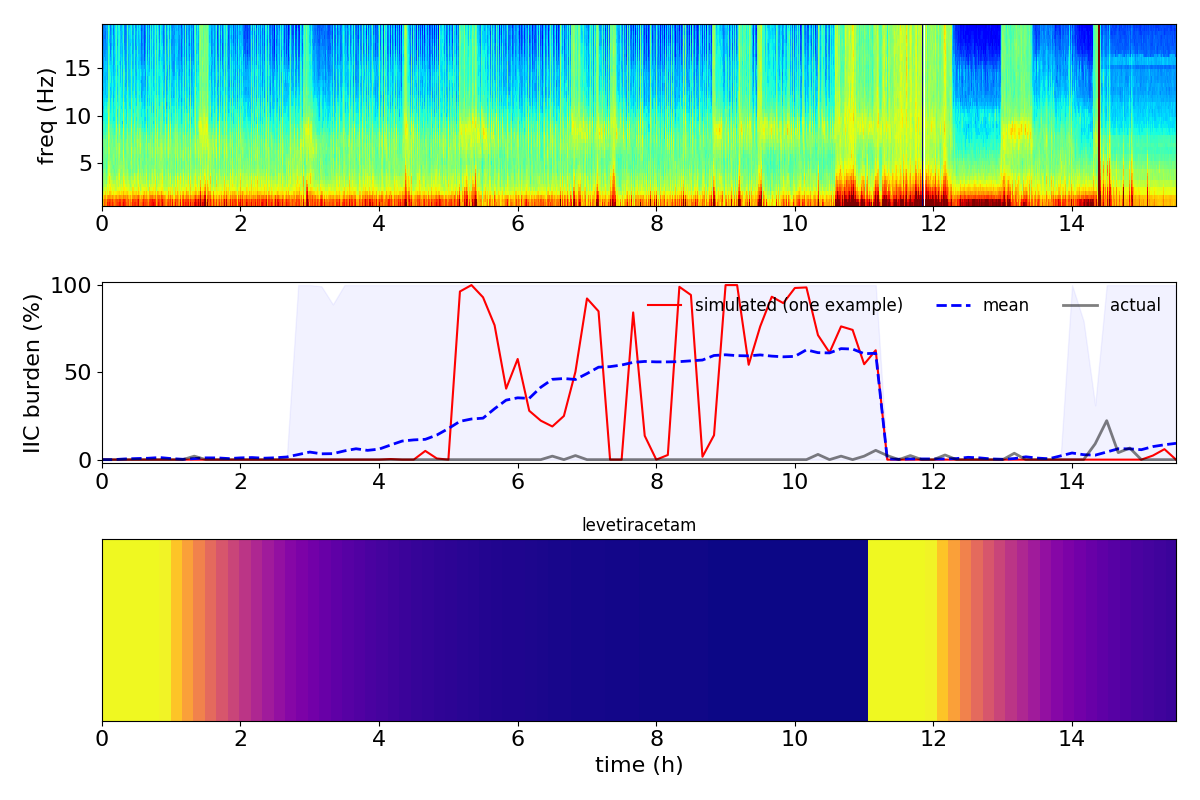 freq (Hz)
15
10
5
0 2 4 6 8 10 12 14
IIC burden (%)
100
50
0
simulated (one example) mean actual
0 2 4 6 8 10 12 14
levetiracetam
0 2 4 6 8 10 12 14
time (h)